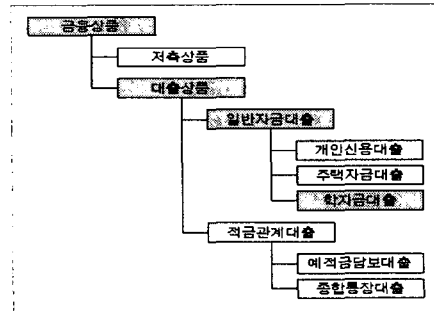 금융상품
저축상품
대출상품
일반자금대출
개인신용대출
주택자금대출
학자금대출
적금관계대출
예적금담보대출
종합통장대출